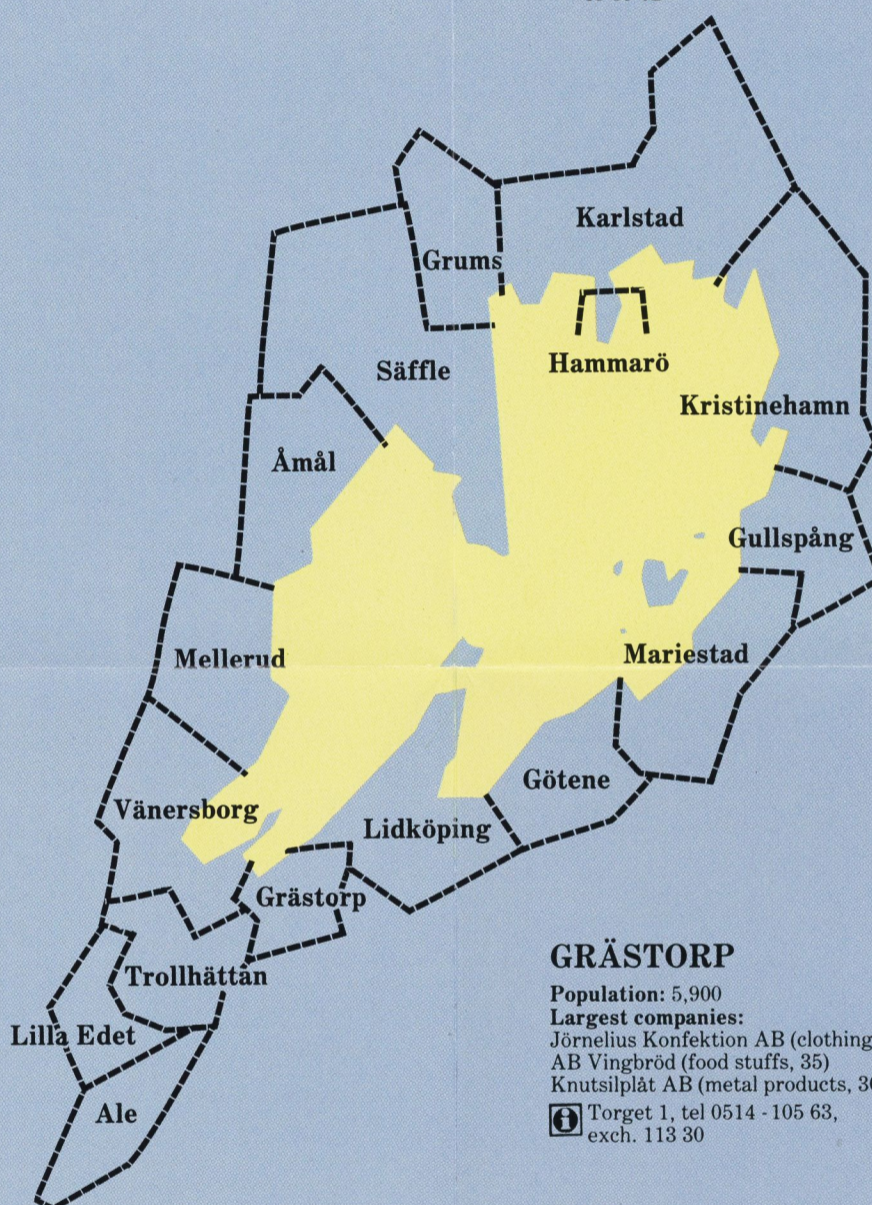 Karlstad
Grums
Hammarö
Säffle
Kristinehamn
Åmål
Gullspång
Mellerud
Mariestad
Götene
Vänersborg
Lidköping
Grästorp
Trollhättan
Lilla Edet
Ale
GRÄSTORP
Population: 5,900
Largest companies:
Jörnelius Konfektion AB (clothing
AB Vingbröd (food stuffs, 35)
Knutsilplåt AB (metal products,
Torget 1, tel 0514 - 105 63,
exch. 113 30